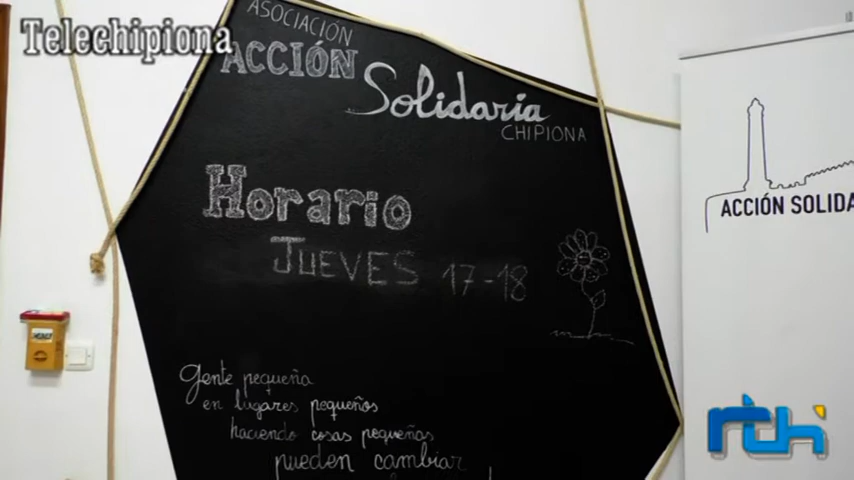 Telechipiona
ASOCIACIÓN
ACCIÓN
Solidaria
CHIPIONA
Horario
JUEVES 17-18
Gente pequeña
en lugares pequeños
haciendo cosas pequeñas
pueden cambiar
ACCIÓN SOLIDA
rtch